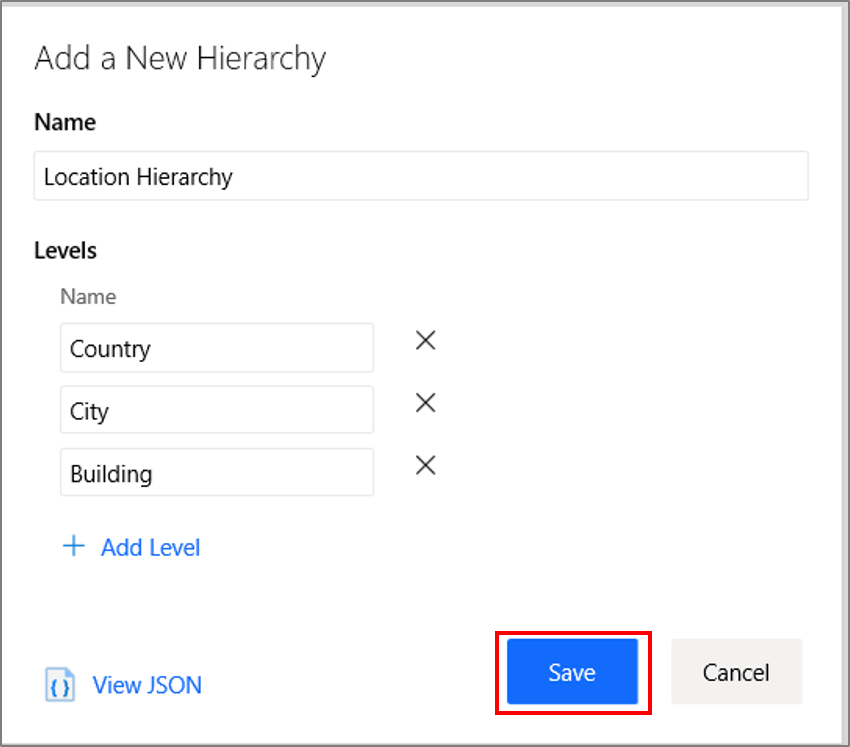 Add a New Hierarchy
Name
Location Hierarchy
Levels
Name
Country
City
Building
Add Level
View JSON
Save
Cancel